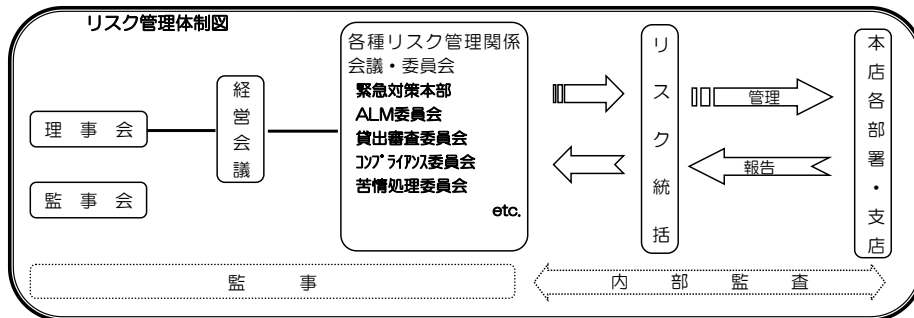 リスク管理体制図
理事会
監事会
経営会議
各種リスク管理関係
会議・委員会
緊急対策本部
ALM委員会
貸出審査委員会
ｺﾝﾌﾟﾗｲｱﾝｽ委員会
苦情処理委員会
etc.
リスク統括
管理
報告
本店各部署・支店
監事
内部監査